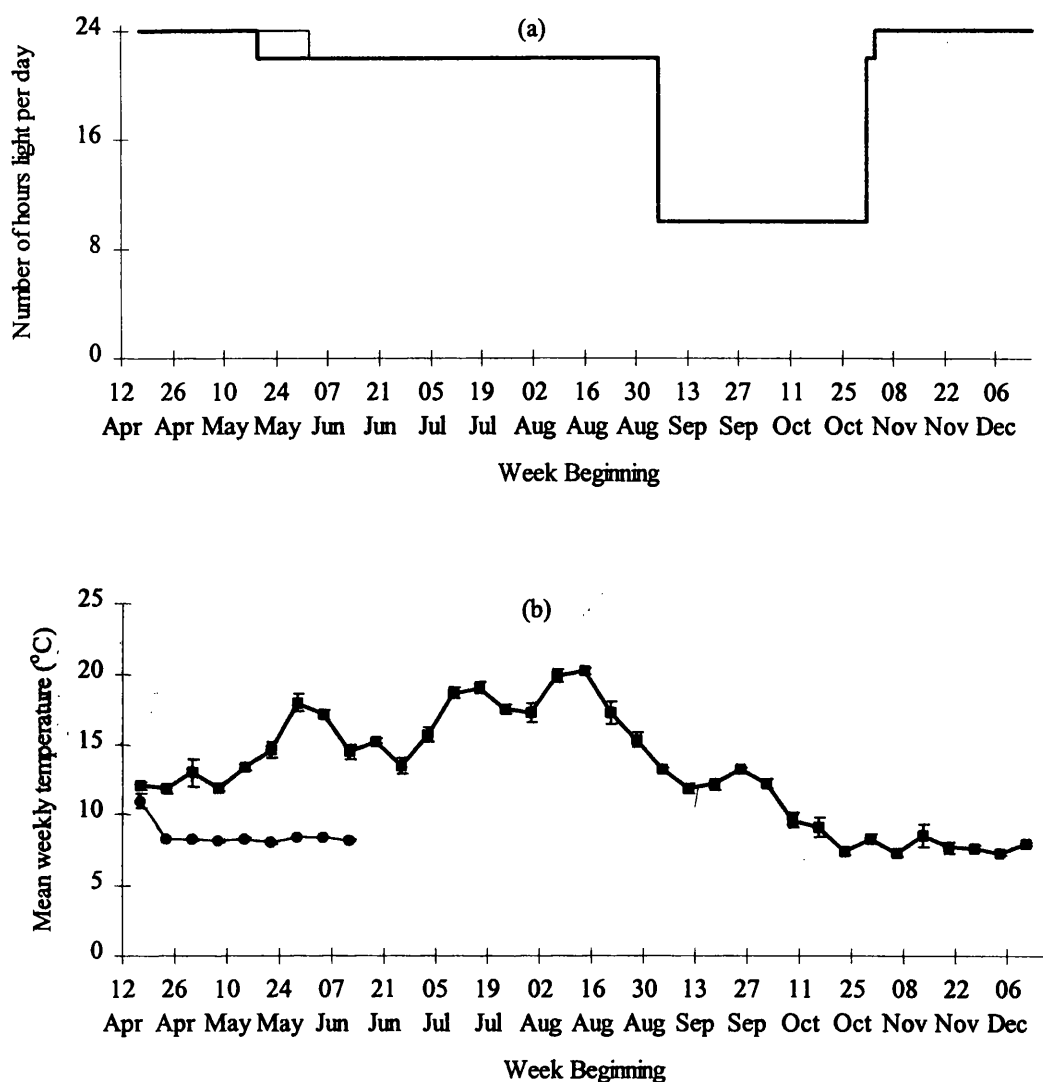 (a)
Number of hours light per day
24
16
8
0
12 26 10 24 07 21 05 19 02 16 30 13 27 11 25 08 22 06
Apr Apr May May Jun Jun Jul Jul Aug Aug Aug Sep Sep Oct Oct Nov Nov Dec
Week Beginning
(b)
Mean weekly temperature (°C)
25
20
15
10
5
0
12 26 10 24 07 21 05 19 02 16 30 13 27 11 25 08 22 06
Apr Apr May May Jun Jun Jul Jul Aug Aug Aug Sep Sep Oct Oct Nov Nov Dec
Week Beginning